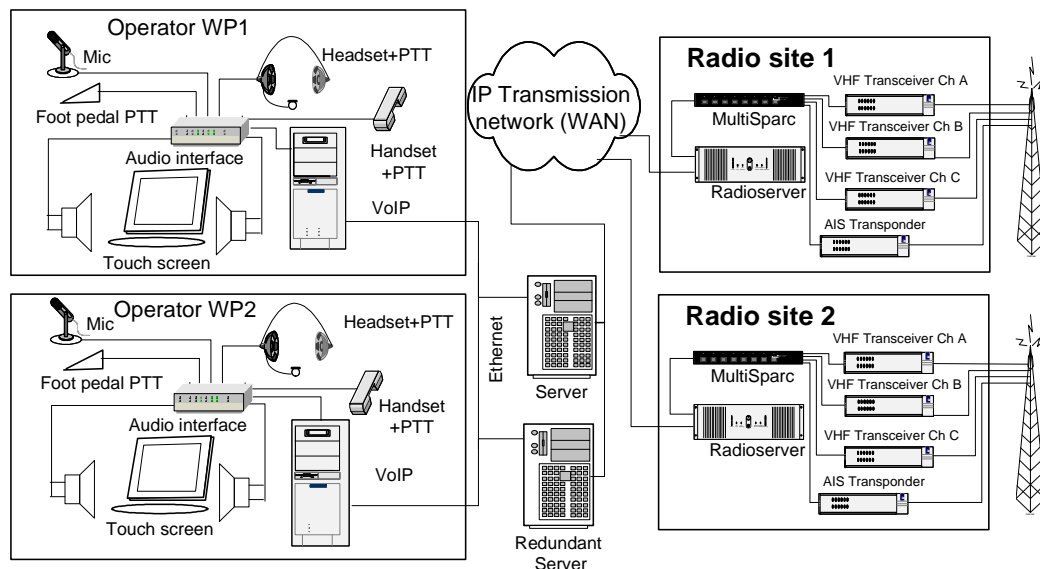 Operator WP1
Mic
Headset+PTT
Foot pedal PTT
Audio interface
Handset
+PTT
VoIP
Touch screen
Operator WP2
Mic
Headset+PTT
Foot pedal PTT
Audio interface
Handset
+PTT
VoIP
Touch screen
Ethernet
IP Transmission
network (WAN)
Server
Redundant
Server
Radio site 1
VHF Transceiver Ch A
MultiSparc
VHF Transceiver Ch B
Radioserver
VHF Transceiver Ch C
AIS Transponder
Radio site 2
VHF Transceiver Ch A
MultiSparc
VHF Transceiver Ch B
Radioserver
VHF Transceiver Ch C
AIS Transponder